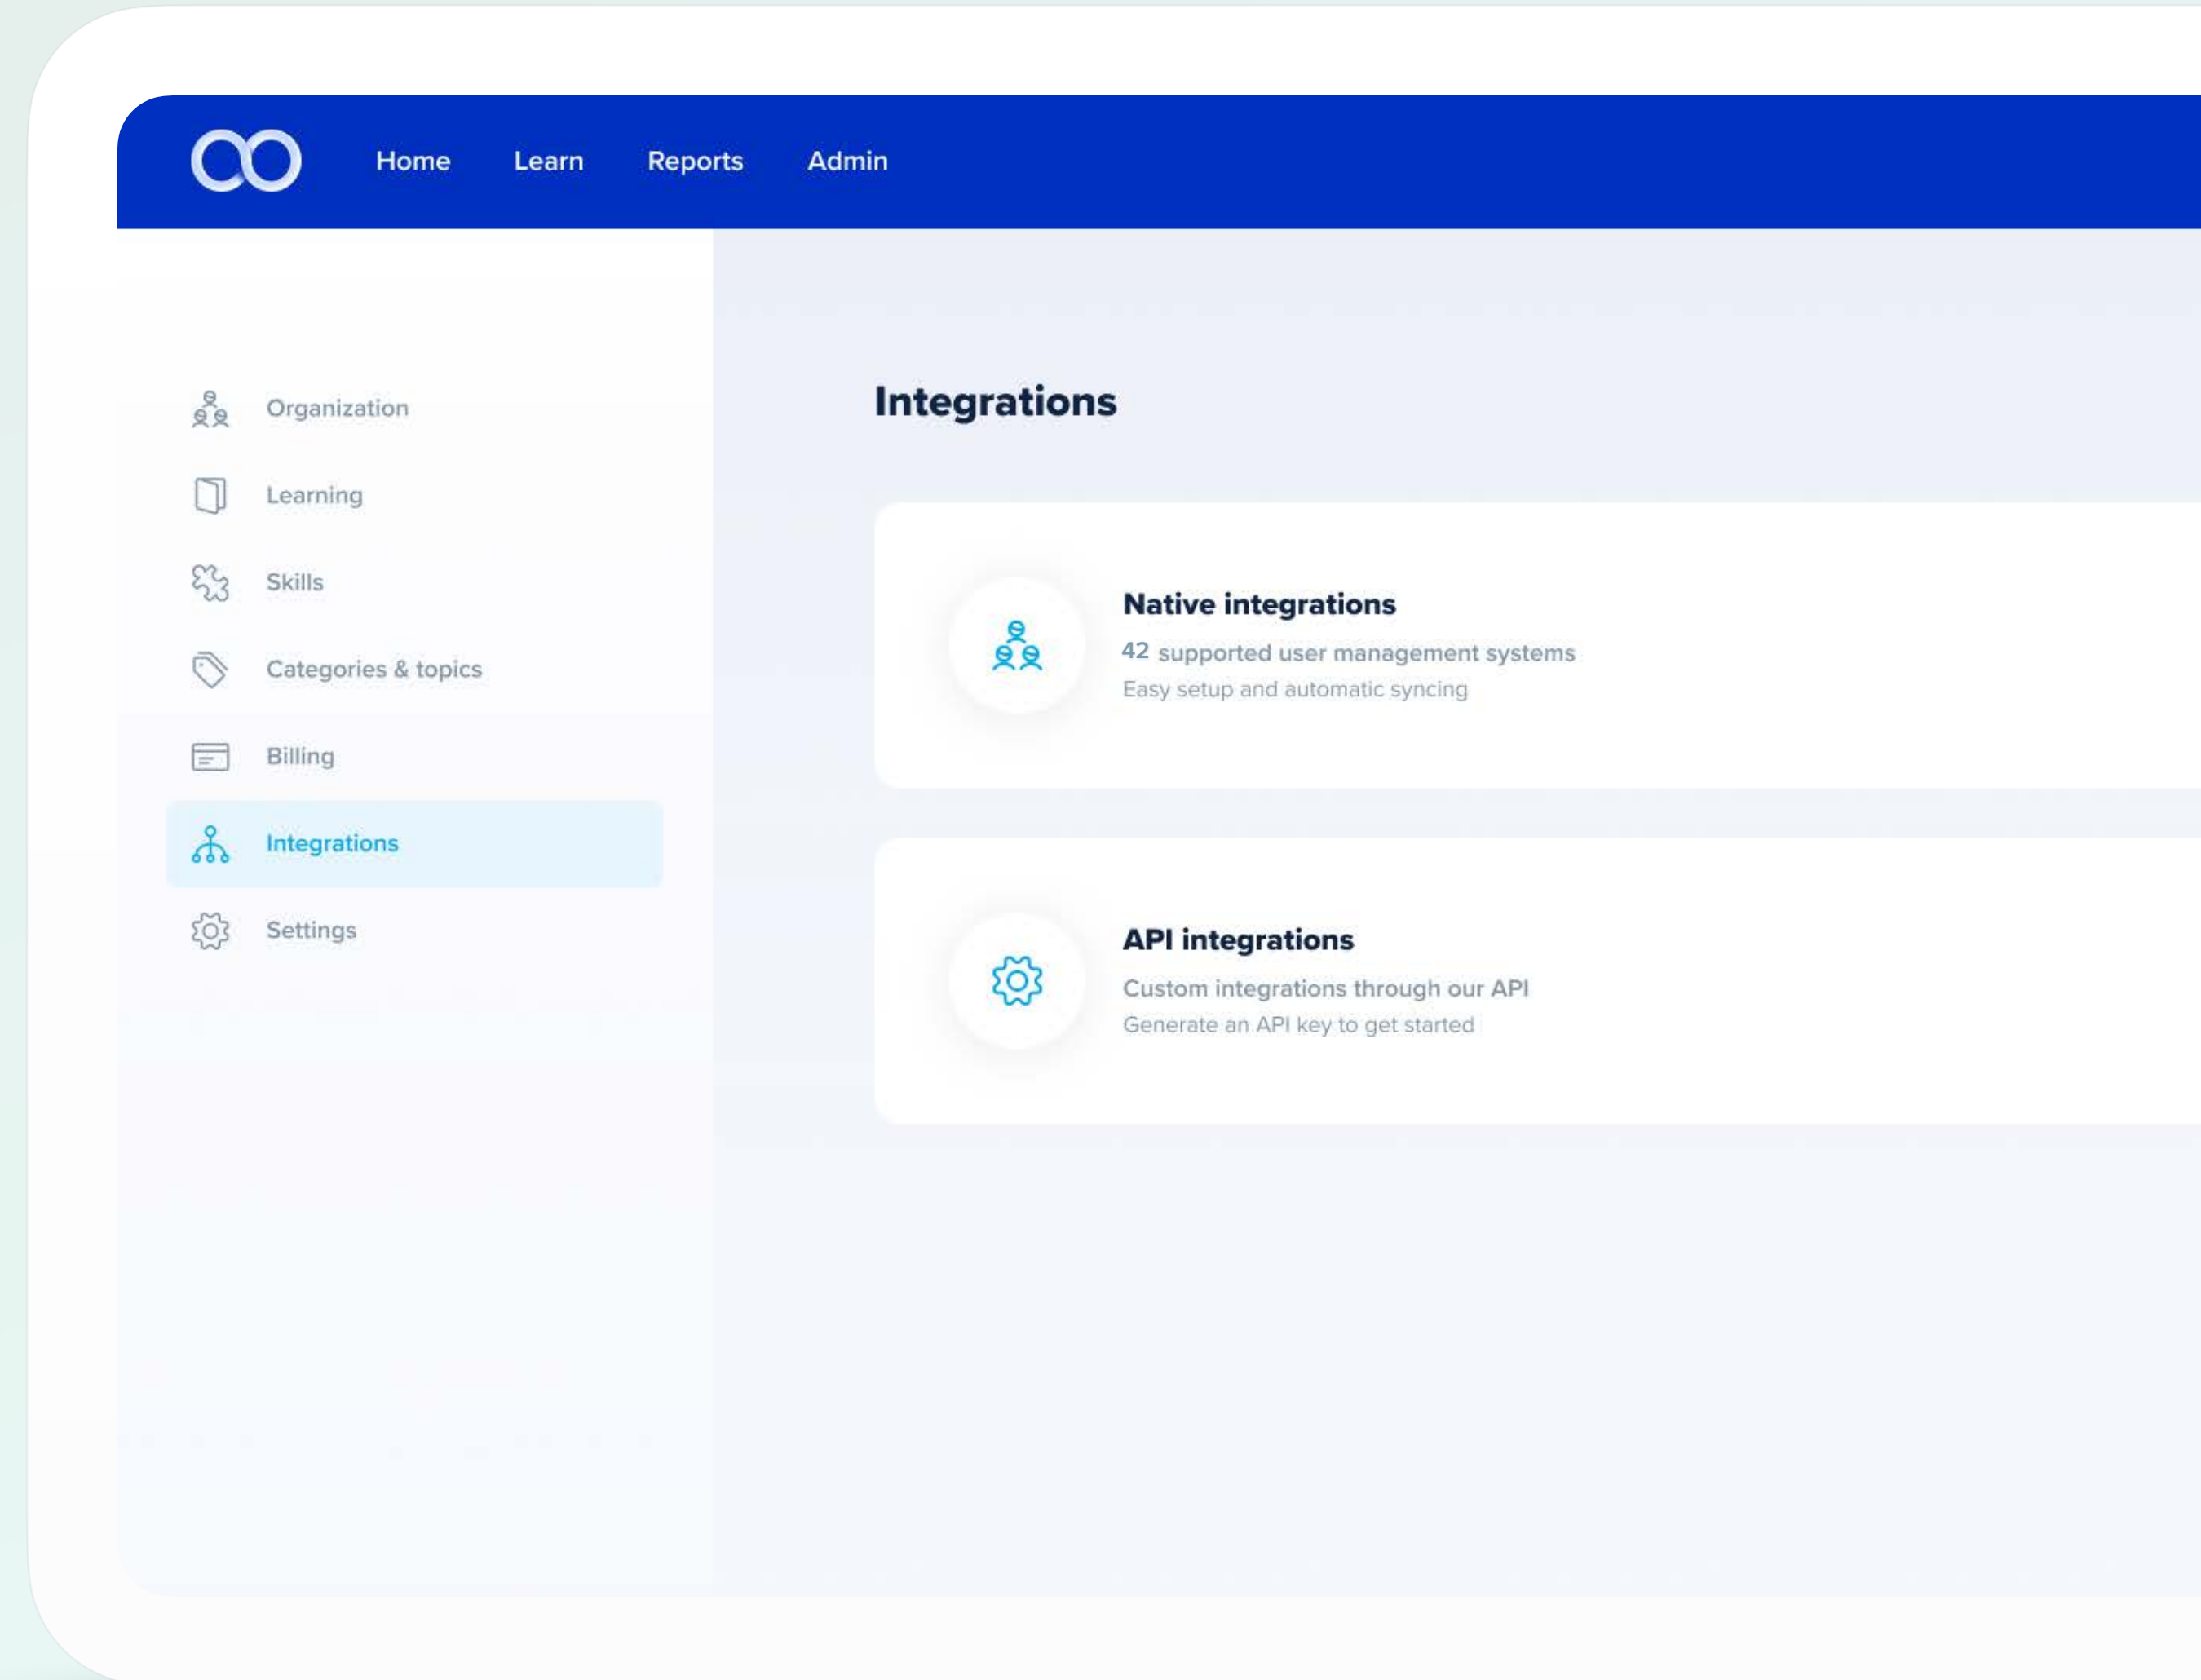 Home Learn Reports Admin
Organization
Learning
Skills
Categories & topics
Billing
Integrations
Settings
Integrations
Native integrations
42 supported user management systems
Easy setup and automatic syncing
API integrations
Custom integrations through our API
Generate an API key to get started